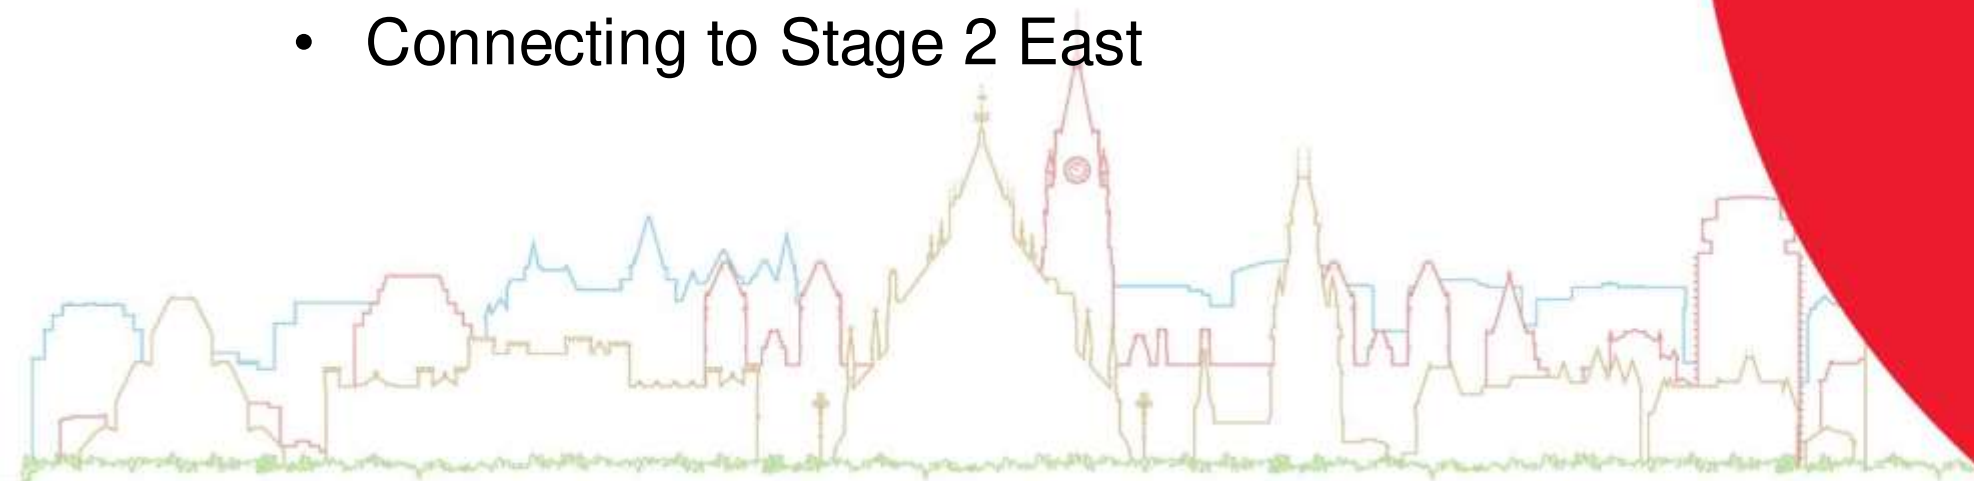 • Connecting to Stage 2 East